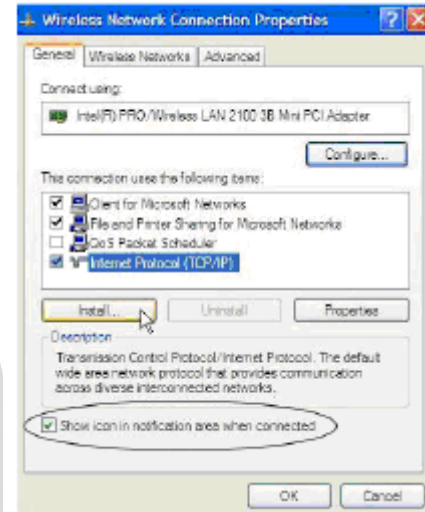 Wireless Network Connection Properties
General Wireless Networks Advanced
Connect using:
Intel(R) PRO/Wireless LAN 2100 3B Mini PCI Adapter
Configure...
This connection uses the following items:
Client for Microsoft Networks
File and Printer Sharing for Microsoft Networks
QoS Packet Scheduler
Internet Protocol (TCP/IP)
Install... Uninstall Properties
Description
Transmission Control Protocol/Internet Protocol. The default
wide area network protocol that provides communication
across diverse interconnected networks.
Show icon in notification area when connected
OK Cancel